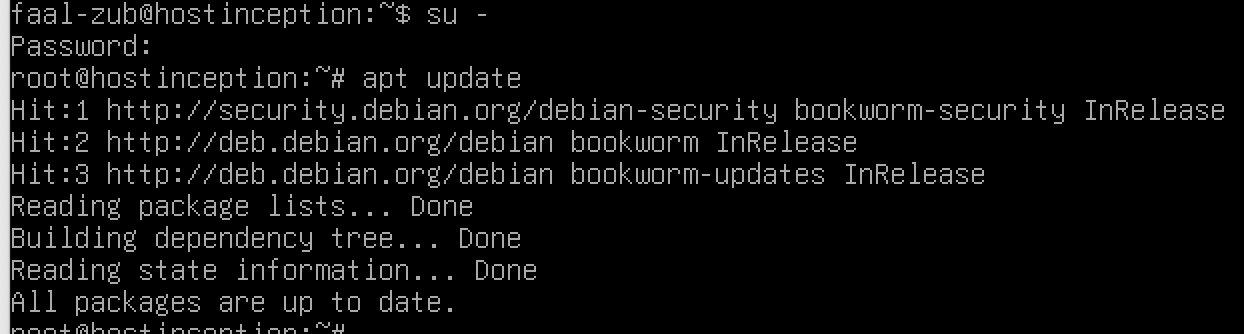 faal-zub@hostinception:~$ su -
Password:
root@hostinception:~# apt update
Hit:1 http://security.debian.org/debian-security bookworm-security InRelease
Hit:2 http://deb.debian.org/debian bookworm InRelease
Hit:3 http://deb.debian.org/debian bookworm-updates InRelease
Reading package lists... Done
Building dependency tree... Done
Reading state information... Done
All packages are up to date.
root@hostinception:~#